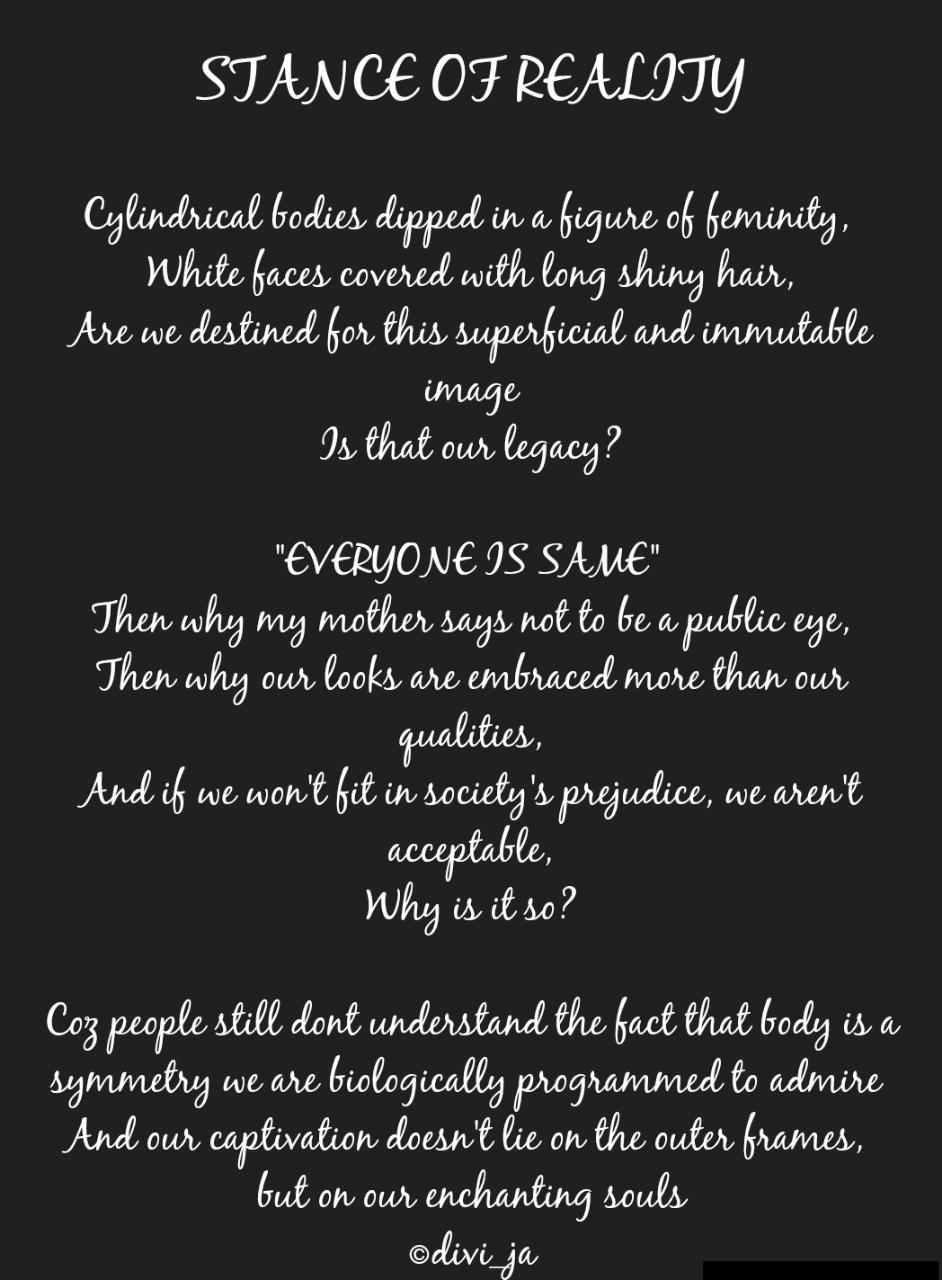 STANCE OF REALITY
Cylindrical bodies dipped in a figure of feminity,
White faces covered with long shiny hair,
Are we destined for this superficial and immutable
image
Is that our legacy?
"EVERYONE IS SAME"
Then why my mother says not to be a public eye,
Then why our looks are embraced more than our
qualities,
And if we won't fit in society's prejudice, we aren't
acceptable,
Why is it so?
Coz people still dont understand the fact that body is a
symmetry we are biologically programmed to admire
And our captivation doesn't lie on the outer frames,
but on our enchanting souls
©divi_ja